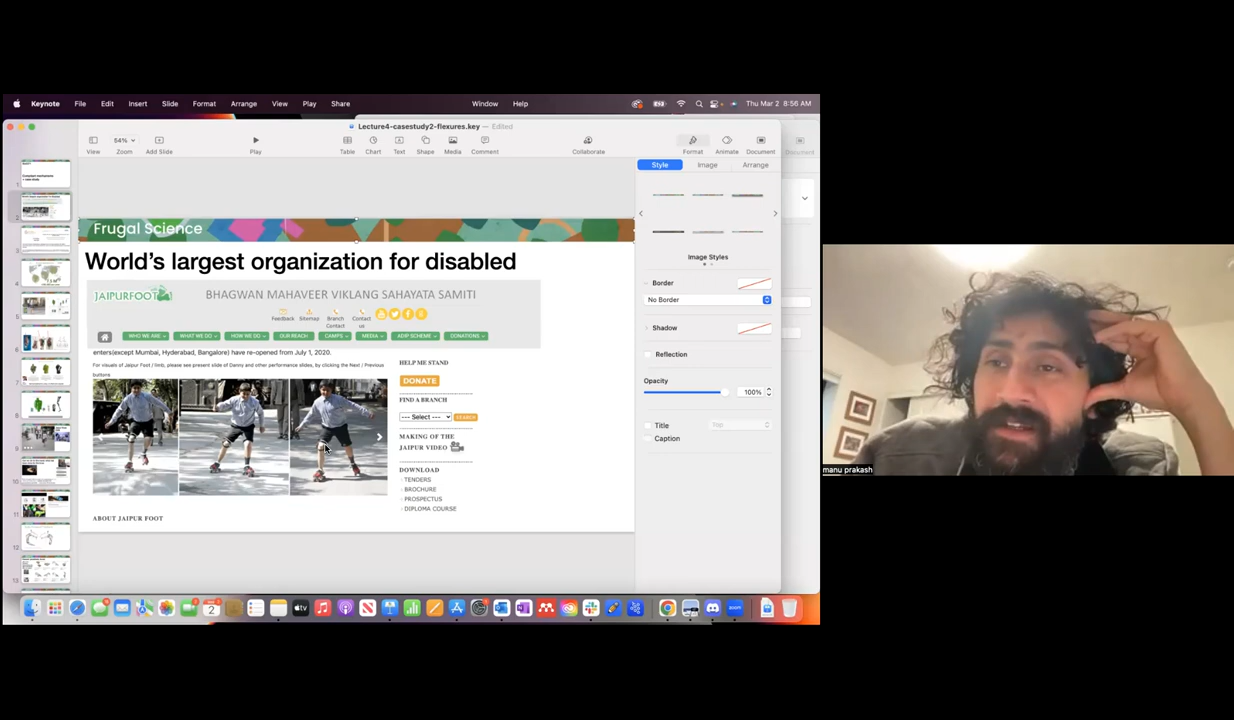 Keynote File Edit Insert Slide Format Arrange View Play Share Window Help Thu Mar 2 8:56 AM
Lecture4-casestudy2-flexures.key — Edited
54%
View Zoom Add Slide Play Table Chart Text Shape Media Comment Collaborate Format Animate Document
Style Image Arrange
Frugal Science
World's largest organization for disabled
JAIPURFOOT BHAGWAN MAHAVEER VIKLANG SAHAYATA SAMITI
Feedback Sitemap Branch Contact Contact us
WHO WE ARE WHAT WE DO HOW WE DO OUR REACH CAMPS MEDIA ADIP SCHEME DONATIONS
enters(except Mumbai, Hyderabad, Bangalore) have re-opened from July 1, 2020.
For visuals of Jaipur Foot / limb, please see present slide of Danny and other performance slides, by clicking the Next / Previous
buttons
HELP ME STAND
DONATE
FIND A BRANCH
--- Select --- SEARCH
MAKING OF THE
JAIPUR VIDEO
DOWNLOAD
TENDERS
BROCHURE
PROSPECTUS
DIPLOMA COURSE
ABOUT JAIPUR FOOT
Image Styles
Border
No Border
Shadow
Reflection
Opacity
100%
Title Top
Caption
manu prakash